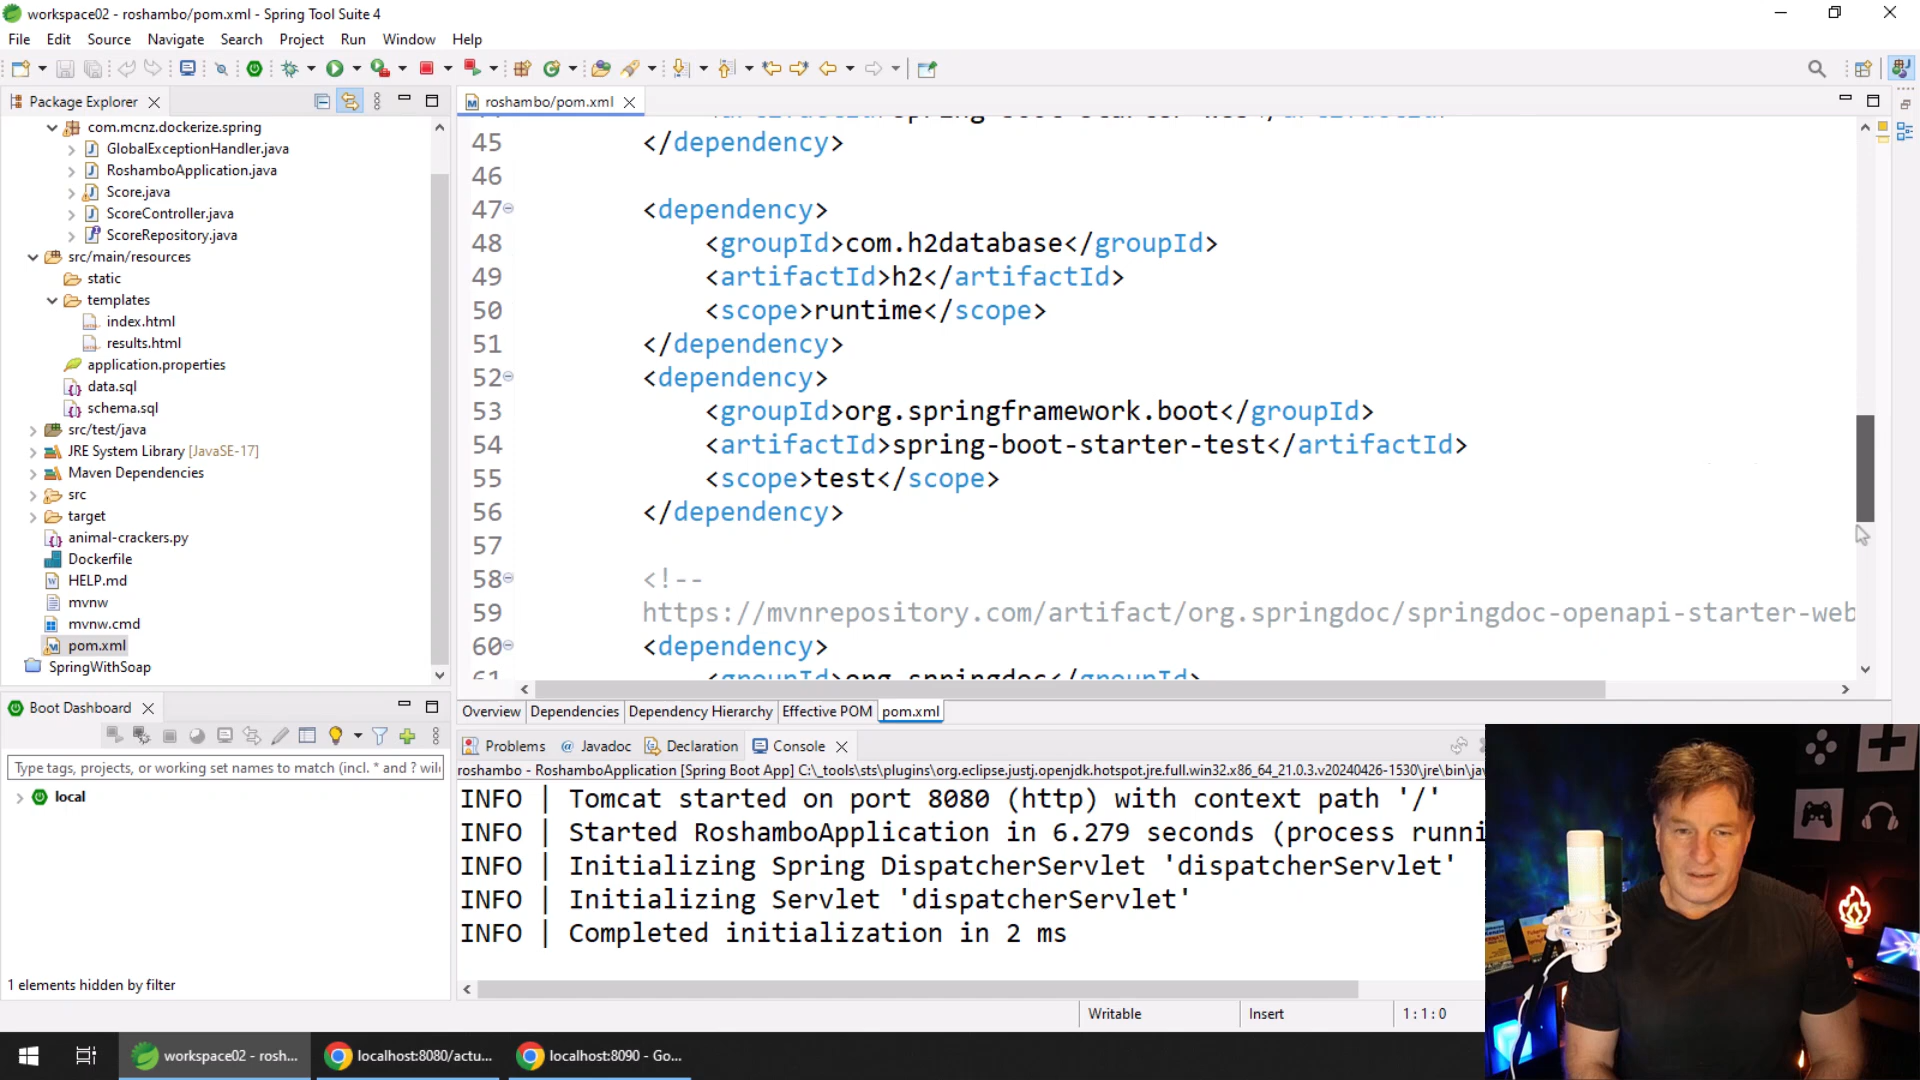 workspace02 - roshambo/pom.xml - Spring Tool Suite 4
File Edit Source Navigate Search Project Run Window Help
Package Explorer
roshambo/pom.xml
com.mcnz.dockerize.spring
GlobalExceptionHandler.java
RoshamboApplication.java
Score.java
ScoreController.java
ScoreRepository.java
src/main/resources
static
templates
index.html
results.html
application.properties
data.sql
schema.sql
src/test/java
JRE System Library [JavaSE-17]
Maven Dependencies
src
target
animal-crackers.py
Dockerfile
HELP.md
mvnw
mvnw.cmd
pom.xml
SpringWithSoap
45 </dependency>
46
47 <dependency>
48 <groupId>com.h2database</groupId>
49 <artifactId>h2</artifactId>
50 <scope>runtime</scope>
51 </dependency>
52 <dependency>
53 <groupId>org.springframework.boot</groupId>
54 <artifactId>spring-boot-starter-test</artifactId>
55 <scope>test</scope>
56 </dependency>
57
58 <!--
59 https://mvnrepository.com/artifact/org.springdoc/springdoc-openapi-starter-web
60 <dependency>
61 <groupId>org.springdoc</groupId>
Overview Dependencies Dependency Hierarchy Effective POM pom.xml
Boot Dashboard
Type tags, projects, or working set names to match (incl. * and ? wil
local
1 elements hidden by filter
Problems Javadoc Declaration Console
roshambo - RoshamboApplication [Spring Boot App] C:\_tools\sts\plugins\org.eclipse.justj.openjdk.hotspot.jre.full.win32.x86_64_21.0.3.v20240426-1530\jre\bin\jav
INFO | Tomcat started on port 8080 (http) with context path '/'
INFO | Started RoshamboApplication in 6.279 seconds (process runni
INFO | Initializing Spring DispatcherServlet 'dispatcherServlet'
INFO | Initializing Servlet 'dispatcherServlet'
INFO | Completed initialization in 2 ms
Writable Insert 1:1:0
workspace02 - rosh... localhost:8080/actu... localhost:8090 - Go...